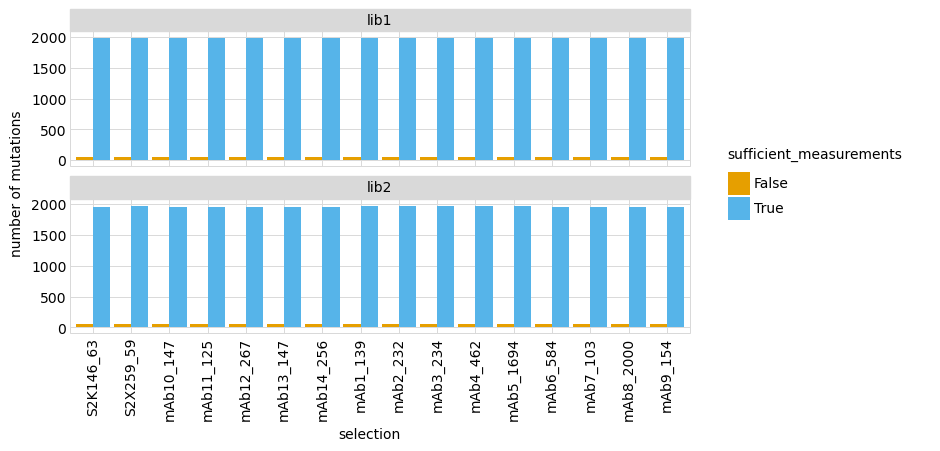 lib1
2000
1500
1000
500
0
lib2
2000
1500
1000
500
0
number of mutations
S2K146_63
S2X259_59
mAb10_147
mAb11_125
mAb12_267
mAb13_147
mAb14_256
mAb1_139
mAb2_232
mAb3_234
mAb4_462
mAb5_1694
mAb6_584
mAb7_103
mAb8_2000
mAb9_154
selection
sufficient_measurements
False
True